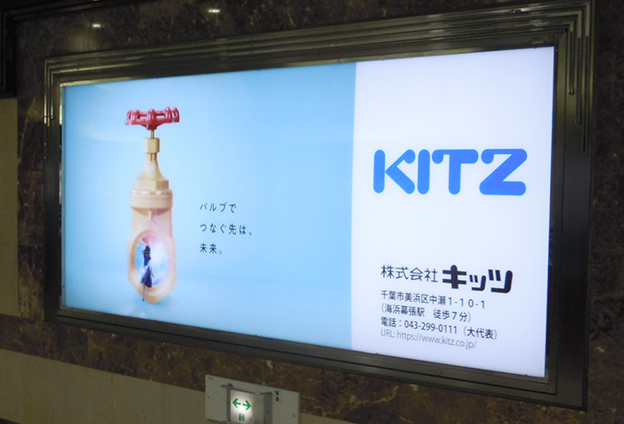 バルブで
つなぐ先は、
未来。
KITZ
株式会社 キッツ
千葉市美浜区中瀬1-10-1
(海浜幕張駅 徒歩7分)
電話：043-299-0111(大代表)
URL: https://www.kitz.co.jp/